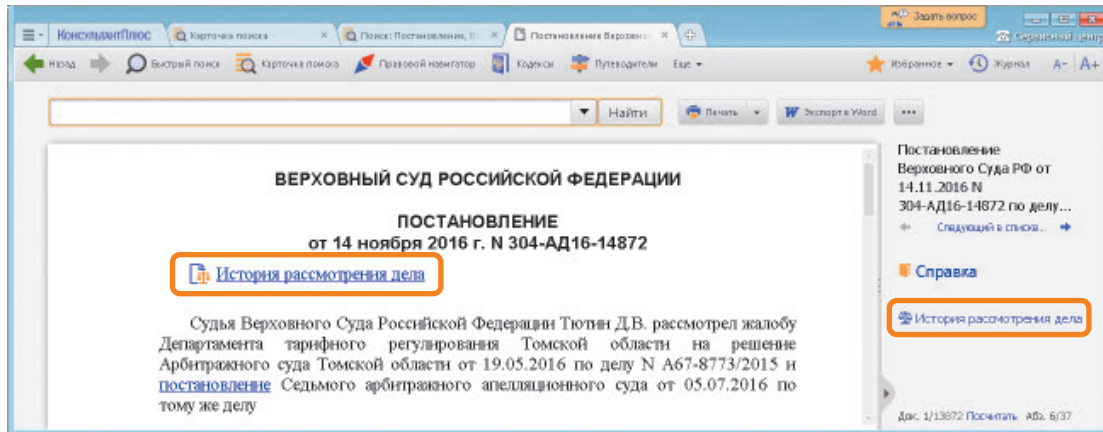 Задать вопрос
КонсультантПлюс
Карточка поиска
Поиск: Постановление, В
Постановление Верховно
Сервисный центр
Назад
Быстрый поиск
Карточка поиска
Правовой навигатор
Кодексы
Путеводители
Еще
Избранное
Журнал
А-
А+
Найти
Печать
Экспорт в Word
ВЕРХОВНЫЙ СУД РОССИЙСКОЙ ФЕДЕРАЦИИ
ПОСТАНОВЛЕНИЕ
от 14 ноября 2016 г. N 304-АД16-14872
История рассмотрения дела
Судья Верховного Суда Российской Федерации Тютин Д.В. рассмотрел жалобу
Департамента тарифного регулирования Томской области на решение
Арбитражного суда Томской области от 19.05.2016 по делу N А67-8773/2015 и
постановление Седьмого арбитражного апелляционного суда от 05.07.2016 по
тому же делу
Постановление
Верховного Суда РФ от
14.11.2016 N
304-АД16-14872 по делу...
Следующий в списке...
Справка
История рассмотрения дела
Док. 1/13872 Посчитать Абз. 6/37